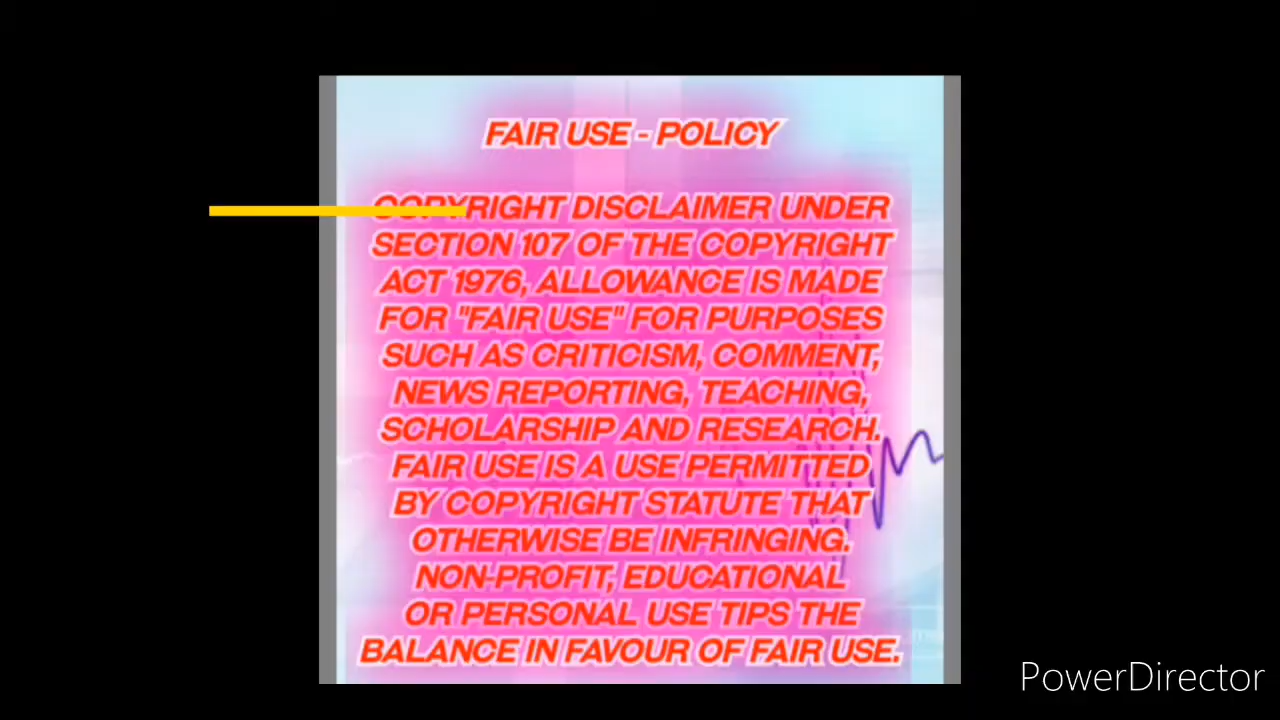 FAIR USE - POLICY
COPYRIGHT DISCLAIMER UNDER
SECTION 107 OF THE COPYRIGHT
ACT 1976, ALLOWANCE IS MADE
FOR "FAIR USE" FOR PURPOSES
SUCH AS CRITICISM, COMMENT,
NEWS REPORTING, TEACHING,
SCHOLARSHIP AND RESEARCH.
FAIR USE IS A USE PERMITTED
BY COPYRIGHT STATUTE THAT
OTHERWISE BE INFRINGING.
NON-PROFIT, EDUCATIONAL
OR PERSONAL USE TIPS THE
BALANCE IN FAVOUR OF FAIR USE.
PowerDirector